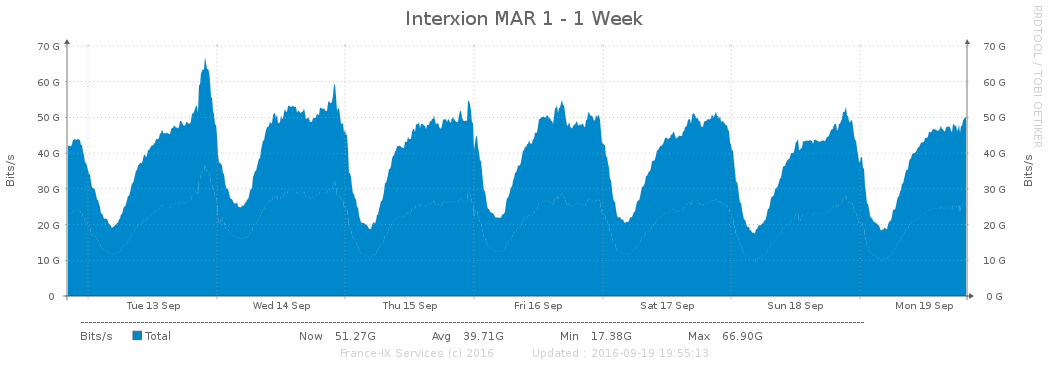 Interxion MAR 1 - 1 Week
RRDTOOL / TOBI OETIKER
70 G 70 G
60 G 60 G
50 G 50 G
40 G 40 G
30 G 30 G
20 G 20 G
10 G 10 G
0 0 G
Bits/s Bits/s
Tue 13 Sep Wed 14 Sep Thu 15 Sep Fri 16 Sep Sat 17 Sep Sun 18 Sep Mon 19 Sep
Bits/s Total Now 51.27G Avg 39.71G Min 17.38G Max 66.90G
France-IX Services (c) 2016 Updated : 2016-09-19 19:55:13